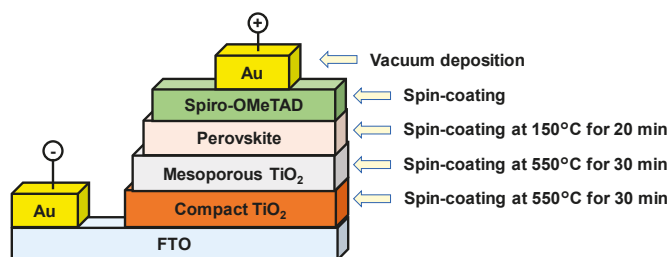 +
Au
Vacuum deposition
Spiro-OMeTAD
Spin-coating
Perovskite
Spin-coating at 150°C for 20 min
-
Mesoporous TiO₂
Spin-coating at 550°C for 30 min
Au
Compact TiO₂
Spin-coating at 550°C for 30 min
FTO